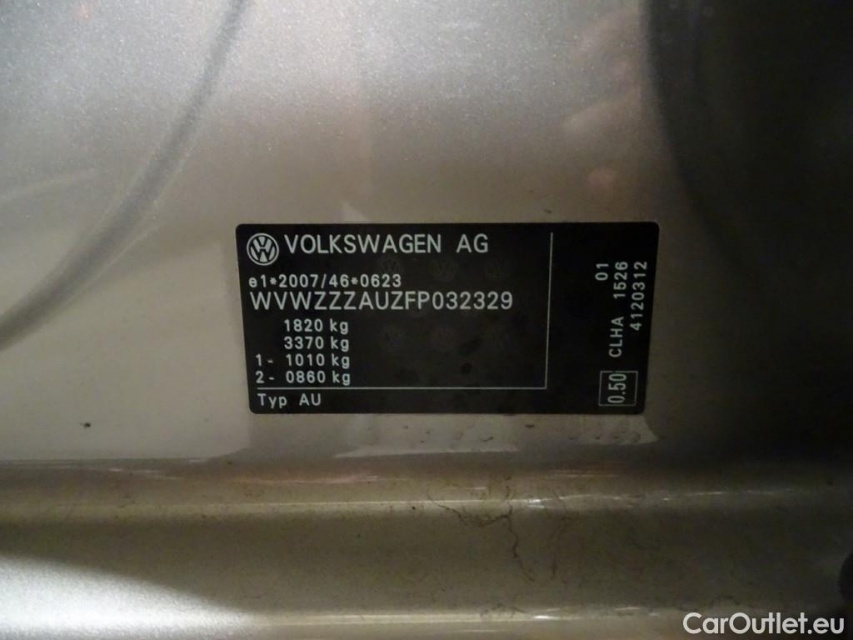 VOLKSWAGEN AG
e1*2007/46*0623
WVWZZZAUZFP032329
1820 kg
3370 kg
1- 1010 kg
2- 0860 kg
Typ AU
01
CLHA 1526
4120312
0.50
CarOutlet.eu